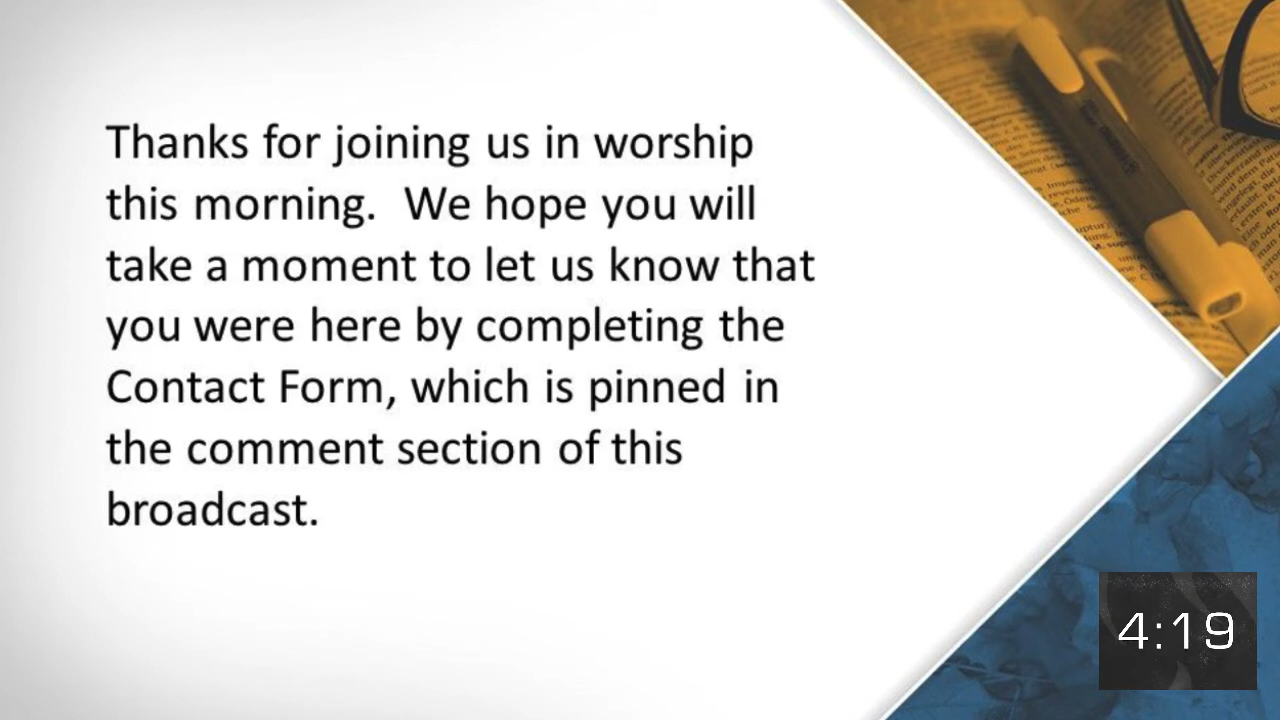 Thanks for joining us in worship
this morning.  We hope you will
take a moment to let us know that
you were here by completing the
Contact Form, which is pinned in
the comment section of this
broadcast.
4:19